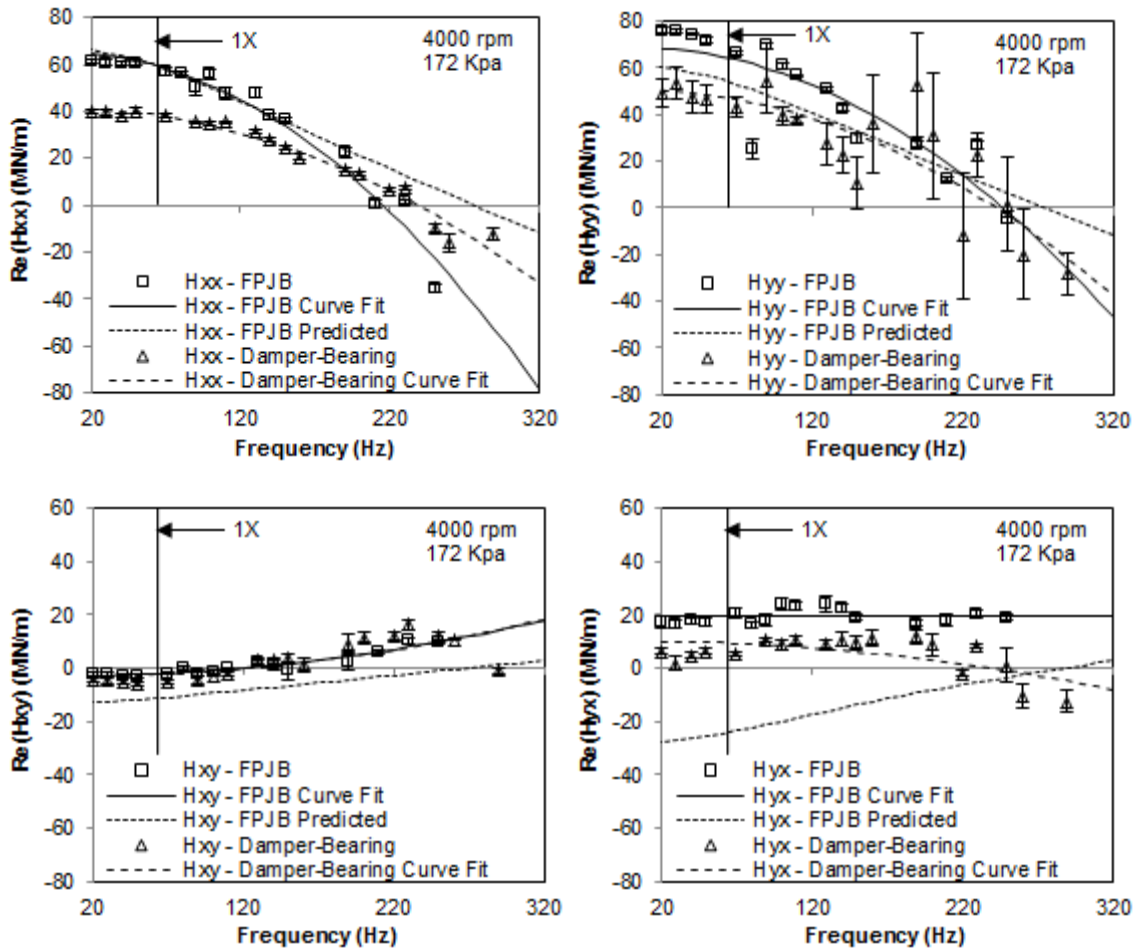 80
60
40
20
0
-20
-40
-60
-80
Re(Hxx) (MN/m)
1X
4000 rpm
172 Kpa
Hxx - FPJB
Hxx - FPJB Curve Fit
Hxx - FPJB Predicted
Hxx - Damper-Bearing
Hxx - Damper-Bearing Curve Fit
20 120 220 320
Frequency (Hz)
80
60
40
20
0
-20
-40
-60
-80
Re(Hyy) (MN/m)
1X
4000 rpm
172 Kpa
Hyy - FPJB
Hyy - FPJB Curve Fit
Hyy - FPJB Predicted
Hyy - Damper-Bearing
Hyy - Damper-Bearing Curve Fit
20 120 220 320
Frequency (Hz)
60
40
20
0
-20
-40
-60
-80
Re(Hxy) (MN/m)
1X
4000 rpm
172 Kpa
Hxy - FPJB
Hxy - FPJB Curve Fit
Hxy - FPJB Predicted
Hxy - Damper-Bearing
Hxy - Damper-Bearing Curve Fit
20 120 220 320
Frequency (Hz)
60
40
20
0
-20
-40
-60
-80
Re(Hyx) (MN/m)
1X
4000 rpm
172 Kpa
Hyx - FPJB
Hyx - FPJB Curve Fit
Hyx - FPJB Predicted
Hyx - Damper-Bearing
Hyx - Damper-Bearing Curve Fit
20 120 220 320
Frequency (Hz)